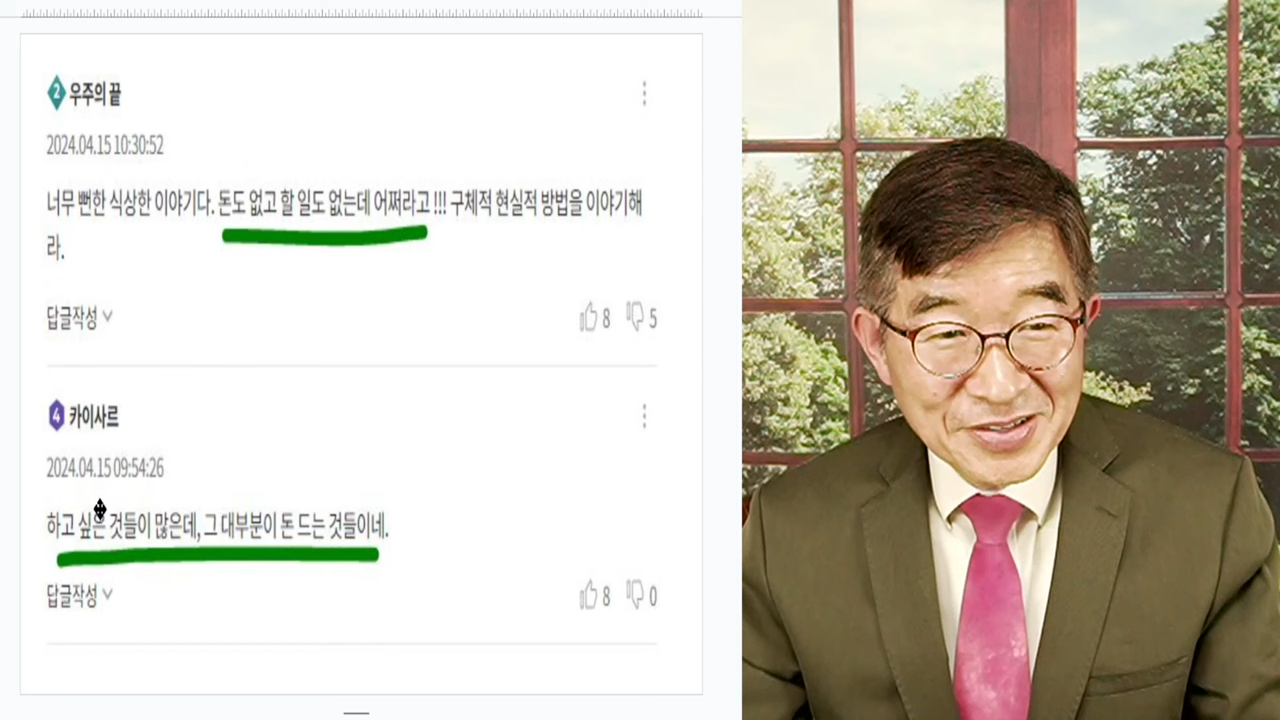 2 우주의 끝
2024.04.15 10:30:52
너무 뻔한 식상한 이야기다. 돈도 없고 할 일도 없는데 어쩌라고 !!! 구체적 현실적 방법을 이야기해
라.
답글작성
8 5
4 카이사르
2024.04.15 09:54:26
하고 싶은 것들이 많은데, 그 대부분이 돈 드는 것들이네.
답글작성
8 0